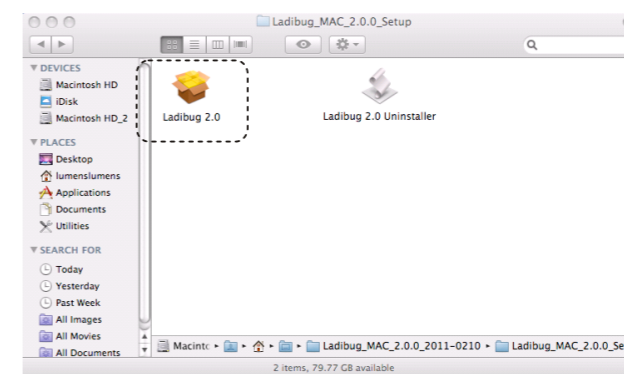 Ladibug_MAC_2.0.0_Setup
DEVICES
Macintosh HD
iDisk
Macintosh HD_2
PLACES
Desktop
lumenslumens
Applications
Documents
Utilities
SEARCH FOR
Today
Yesterday
Past Week
All Images
All Movies
All Documents
Ladibug 2.0
Ladibug 2.0 Uninstaller
Macintc ▸ ▸ ▸ ▸ Ladibug_MAC_2.0.0_2011-0210 ▸ Ladibug_MAC_2.0.0_Se
2 items, 79.77 GB available